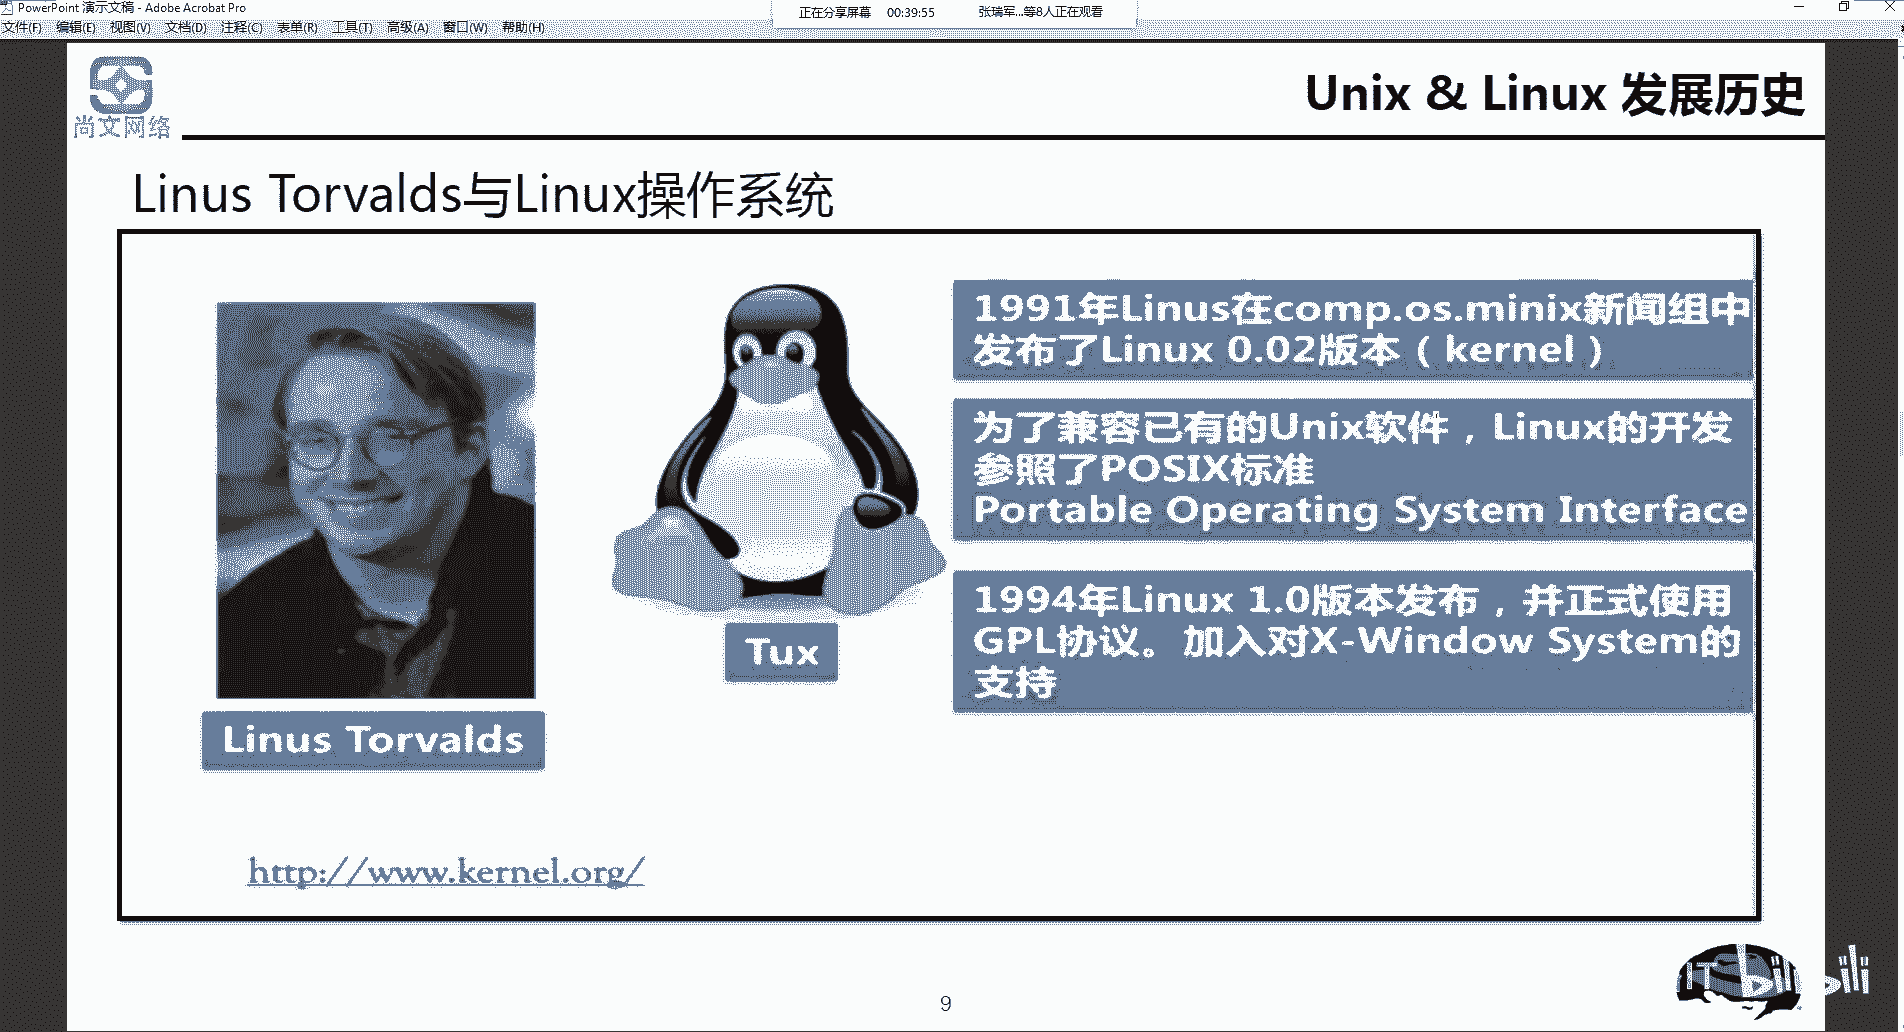 PowerPoint 演示文稿 - Adobe Acrobat Pro
正在分享屏幕 00:39:55 张瑞军...等8人正在观看
文件(F) 编辑(E) 视图(V) 文档(D) 注释(C) 表单(R) 工具(T) 高级(A) 窗口(W) 帮助(H)
尚文网络
Unix & Linux 发展历史
Linus Torvalds与Linux操作系统
1991年Linus在comp.os.minix新闻组中
发布了Linux 0.02版本（kernel）
为了兼容已有的Unix软件，Linux的开发
参照了POSIX标准
Portable Operating System Interface
1994年Linux 1.0版本发布，并正式使用
GPL协议。加入对X-Window System的
支持
Tux
Linus Torvalds
http://www.kernel.org/
9
IT
bilibili